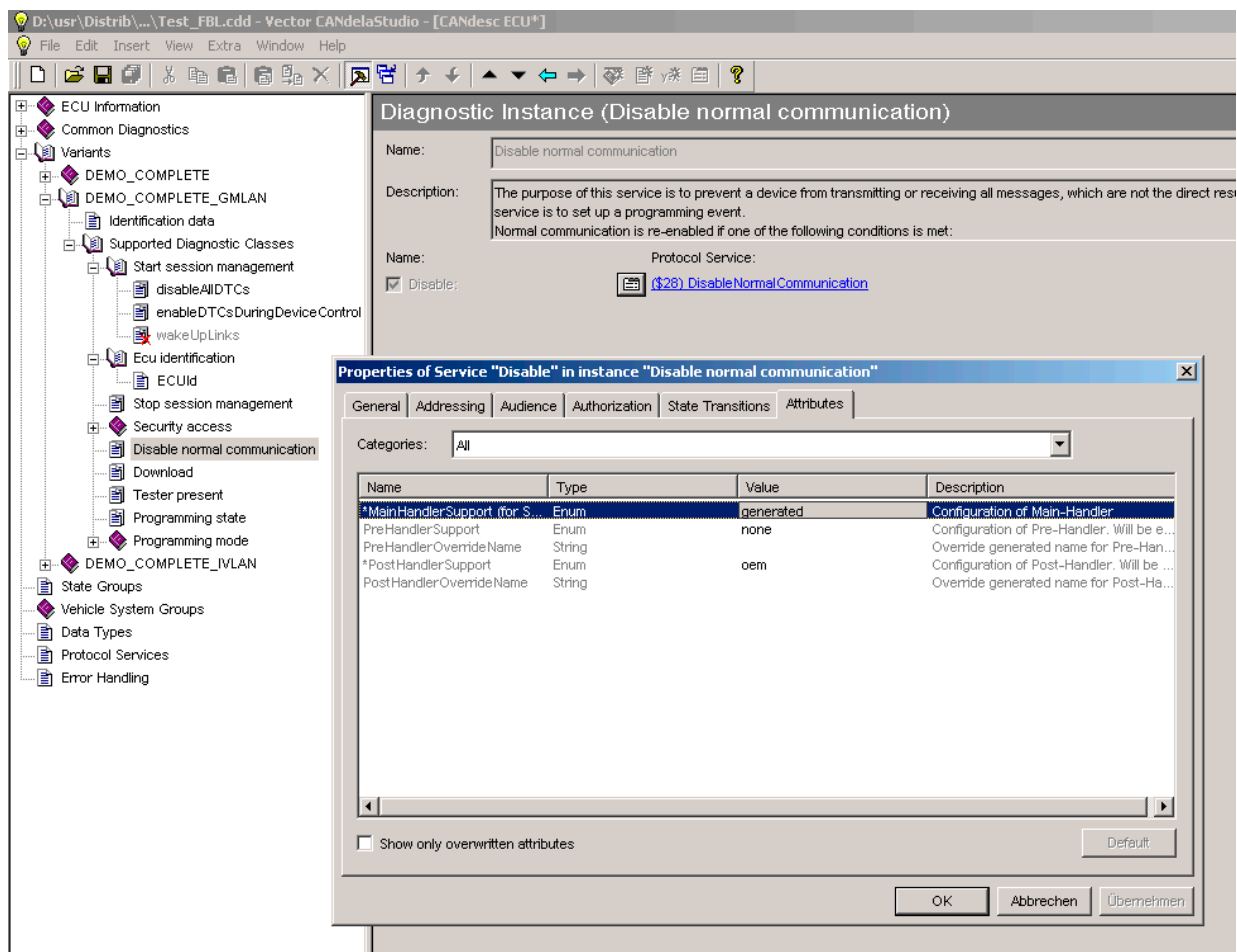 D:\usr\Distrib\...\Test_FBL.cdd - Vector CANdelaStudio - [CANdesc ECU*]
File Edit Insert View Extra Window Help
ECU Information
Common Diagnostics
Variants
DEMO_COMPLETE
DEMO_COMPLETE_GMLAN
Identification data
Supported Diagnostic Classes
Start session management
disableAllDTCs
enableDTCsDuringDeviceControl
wakeUpLinks
Ecu identification
ECUId
Stop session management
Security access
Disable normal communication
Download
Tester present
Programming state
Programming mode
DEMO_COMPLETE_IVLAN
State Groups
Vehicle System Groups
Data Types
Protocol Services
Error Handling
Diagnostic Instance (Disable normal communication)
Name: Disable normal communication
Description: The purpose of this service is to prevent a device from transmitting or receiving all messages, which are not the direct resu
service is to set up a programming event.
Normal communication is re-enabled if one of the following conditions is met:
Name: Protocol Service:
Disable: ($28) DisableNormalCommunication
Properties of Service "Disable" in instance "Disable normal communication"
General Addressing Audience Authorization State Transitions Attributes
Categories: All
Name Type Value Description
*MainHandlerSupport (for S... Enum generated Configuration of Main-Handler
PreHandlerSupport Enum none Configuration of Pre-Handler. Will be e...
PreHandlerOverrideName String Override generated name for Pre-Han...
*PostHandlerSupport Enum oem Configuration of Post-Handler. Will be ...
PostHandlerOverrideName String Override generated name for Post-Ha...
Show only overwritten attributes
Default
OK Abbrechen Übernehmen